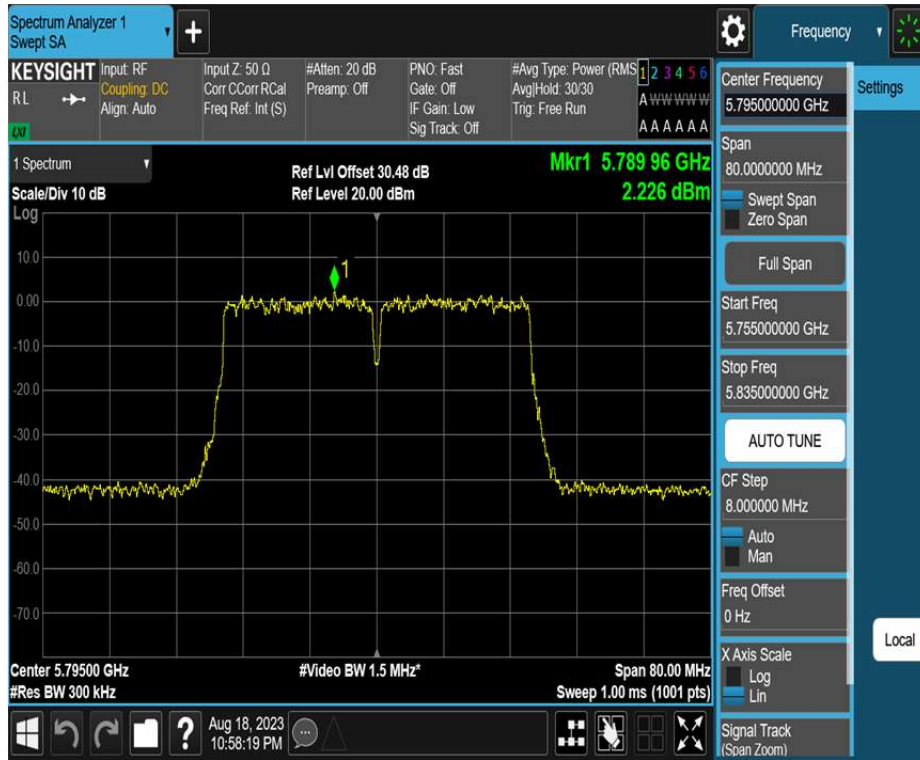 Spectrum Analyzer 1
Swept SA
+
Frequency
KEYSIGHT
R L
LXI
Input: RF
Coupling: DC
Align: Auto
Input Z: 50 Ω
Corr CCorr RCal
Freq Ref: Int (S)
#Atten: 20 dB
Preamp: Off
PNO: Fast
Gate: Off
IF Gain: Low
Sig Track: Off
#Avg Type: Power (RMS
Avg|Hold: 30/30
Trig: Free Run
1 2 3 4 5 6
A W W W W W
A A A A A A
1 Spectrum
Scale/Div 10 dB
Log
Ref Lvl Offset 30.48 dB
Ref Level 20.00 dBm
Mkr1 5.789 96 GHz
2.226 dBm
1
10.0
0.00
-10.0
-20.0
-30.0
-40.0
-50.0
-60.0
-70.0
Center 5.79500 GHz
#Res BW 300 kHz
#Video BW 1.5 MHz*
Span 80.00 MHz
Sweep 1.00 ms (1001 pts)
?
Aug 18, 2023
10:58:19 PM
Center Frequency
5.795000000 GHz
Settings
Span
80.0000000 MHz
Swept Span
Zero Span
Full Span
Start Freq
5.755000000 GHz
Stop Freq
5.835000000 GHz
AUTO TUNE
CF Step
8.000000 MHz
Auto
Man
Freq Offset
0 Hz
Local
X Axis Scale
Log
Lin
Signal Track
(Span Zoom)